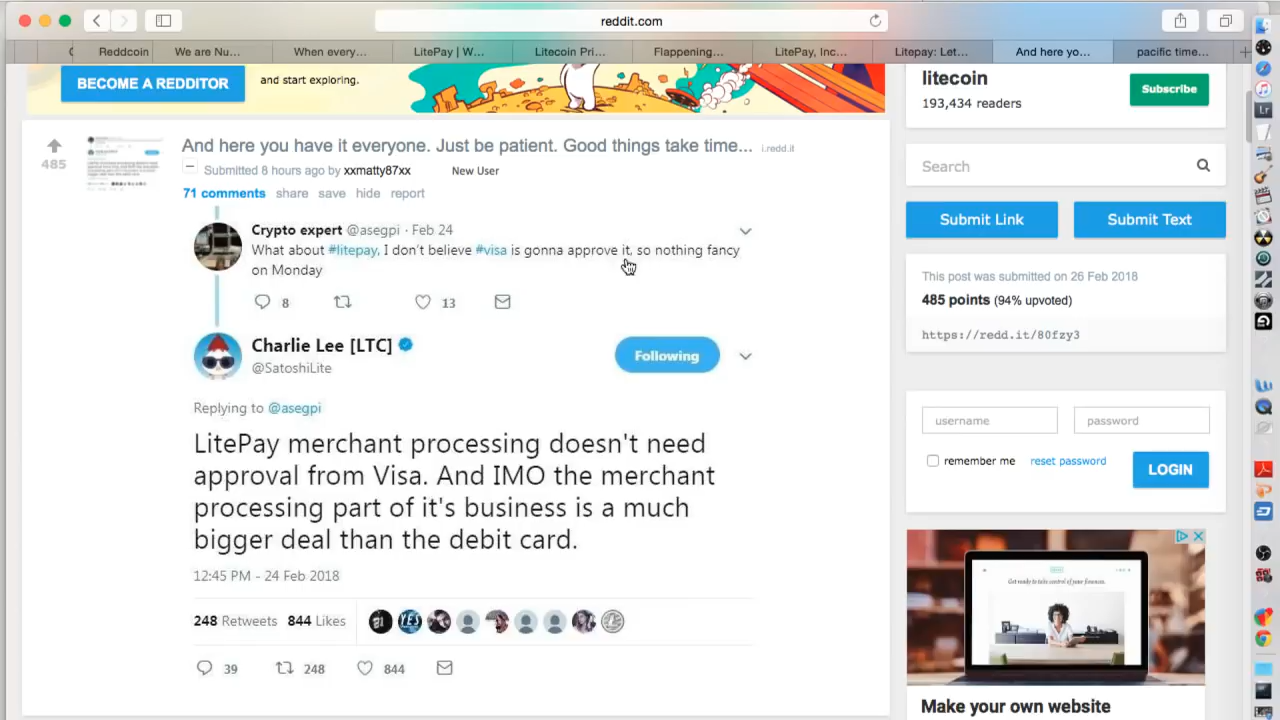 reddit.com
Reddcoin
We are Nu...
When every...
LitePay | W...
Litecoin Pri...
Flappening...
LitePay, Inc...
Litepay: Let...
And here yo...
pacific time...
BECOME A REDDITOR
and start exploring.
485
And here you have it everyone. Just be patient. Good things take time... i.redd.it
Submitted 8 hours ago by xxmatty87xx New User
71 comments share save hide report
Crypto expert @asegpi · Feb 24
What about #litepay, I don't believe #visa is gonna approve it, so nothing fancy
on Monday
8 13
Charlie Lee [LTC]
@SatoshiLite
Following
Replying to @asegpi
LitePay merchant processing doesn't need
approval from Visa. And IMO the merchant
processing part of it's business is a much
bigger deal than the debit card.
12:45 PM - 24 Feb 2018
248 Retweets 844 Likes
39 248 844
litecoin
193,434 readers
Subscribe
Search
Submit Link
Submit Text
This post was submitted on 26 Feb 2018
485 points (94% upvoted)
https://redd.it/80fzy3
username
password
remember me
reset password
LOGIN
Get ready to take control of your finances.
Make your own website